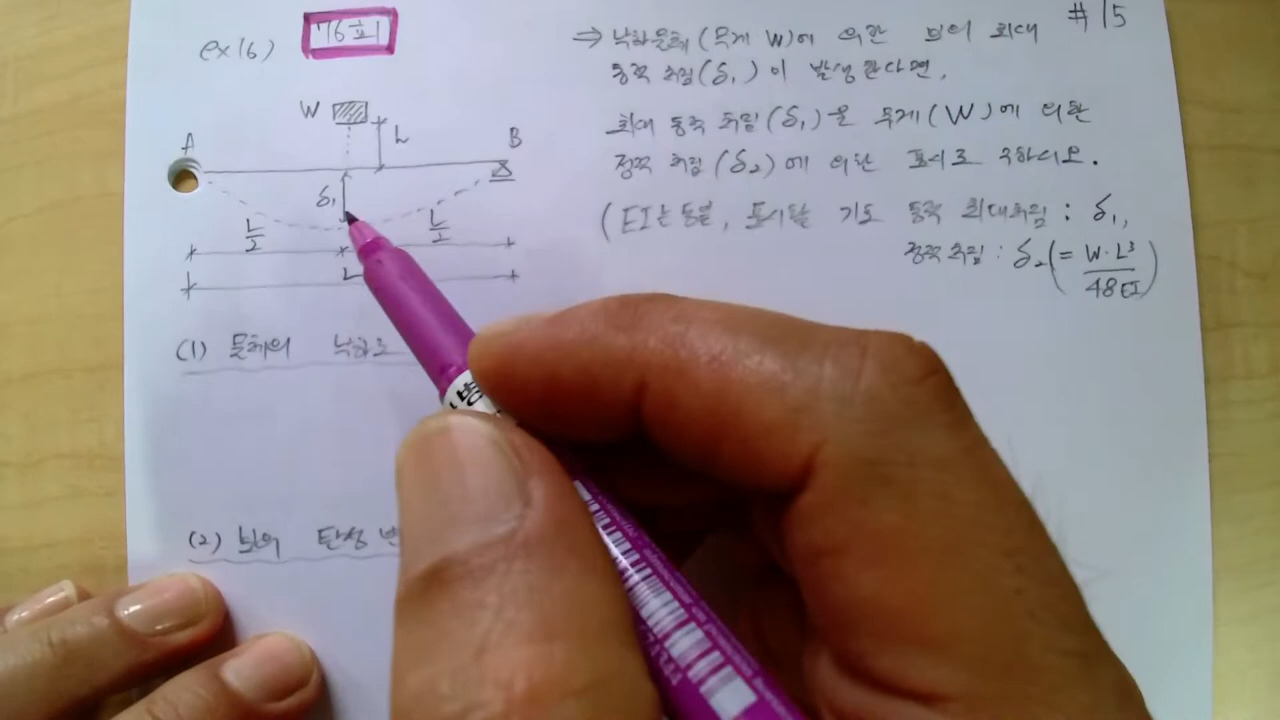 ex 16) 76회
#15
⇒ 낙하물체 (무게 W)에 의한 보의 최대
동적 처짐(δ₁)이 발생한다면,
최대 동적 처짐(δ₁)을 무게(W)에 의한
정적 처짐(δ₂)에 의한 표시로 구하시오.
(EI는 동일, 표시할 기호 동적 최대처짐 : δ₁,
정적 처짐 : δ₂(= W·L³/48EI)
W
h
A
B
δ₁
L/2
L/2
L
(1) 물체의 낙하로
(2) 보의 탄성